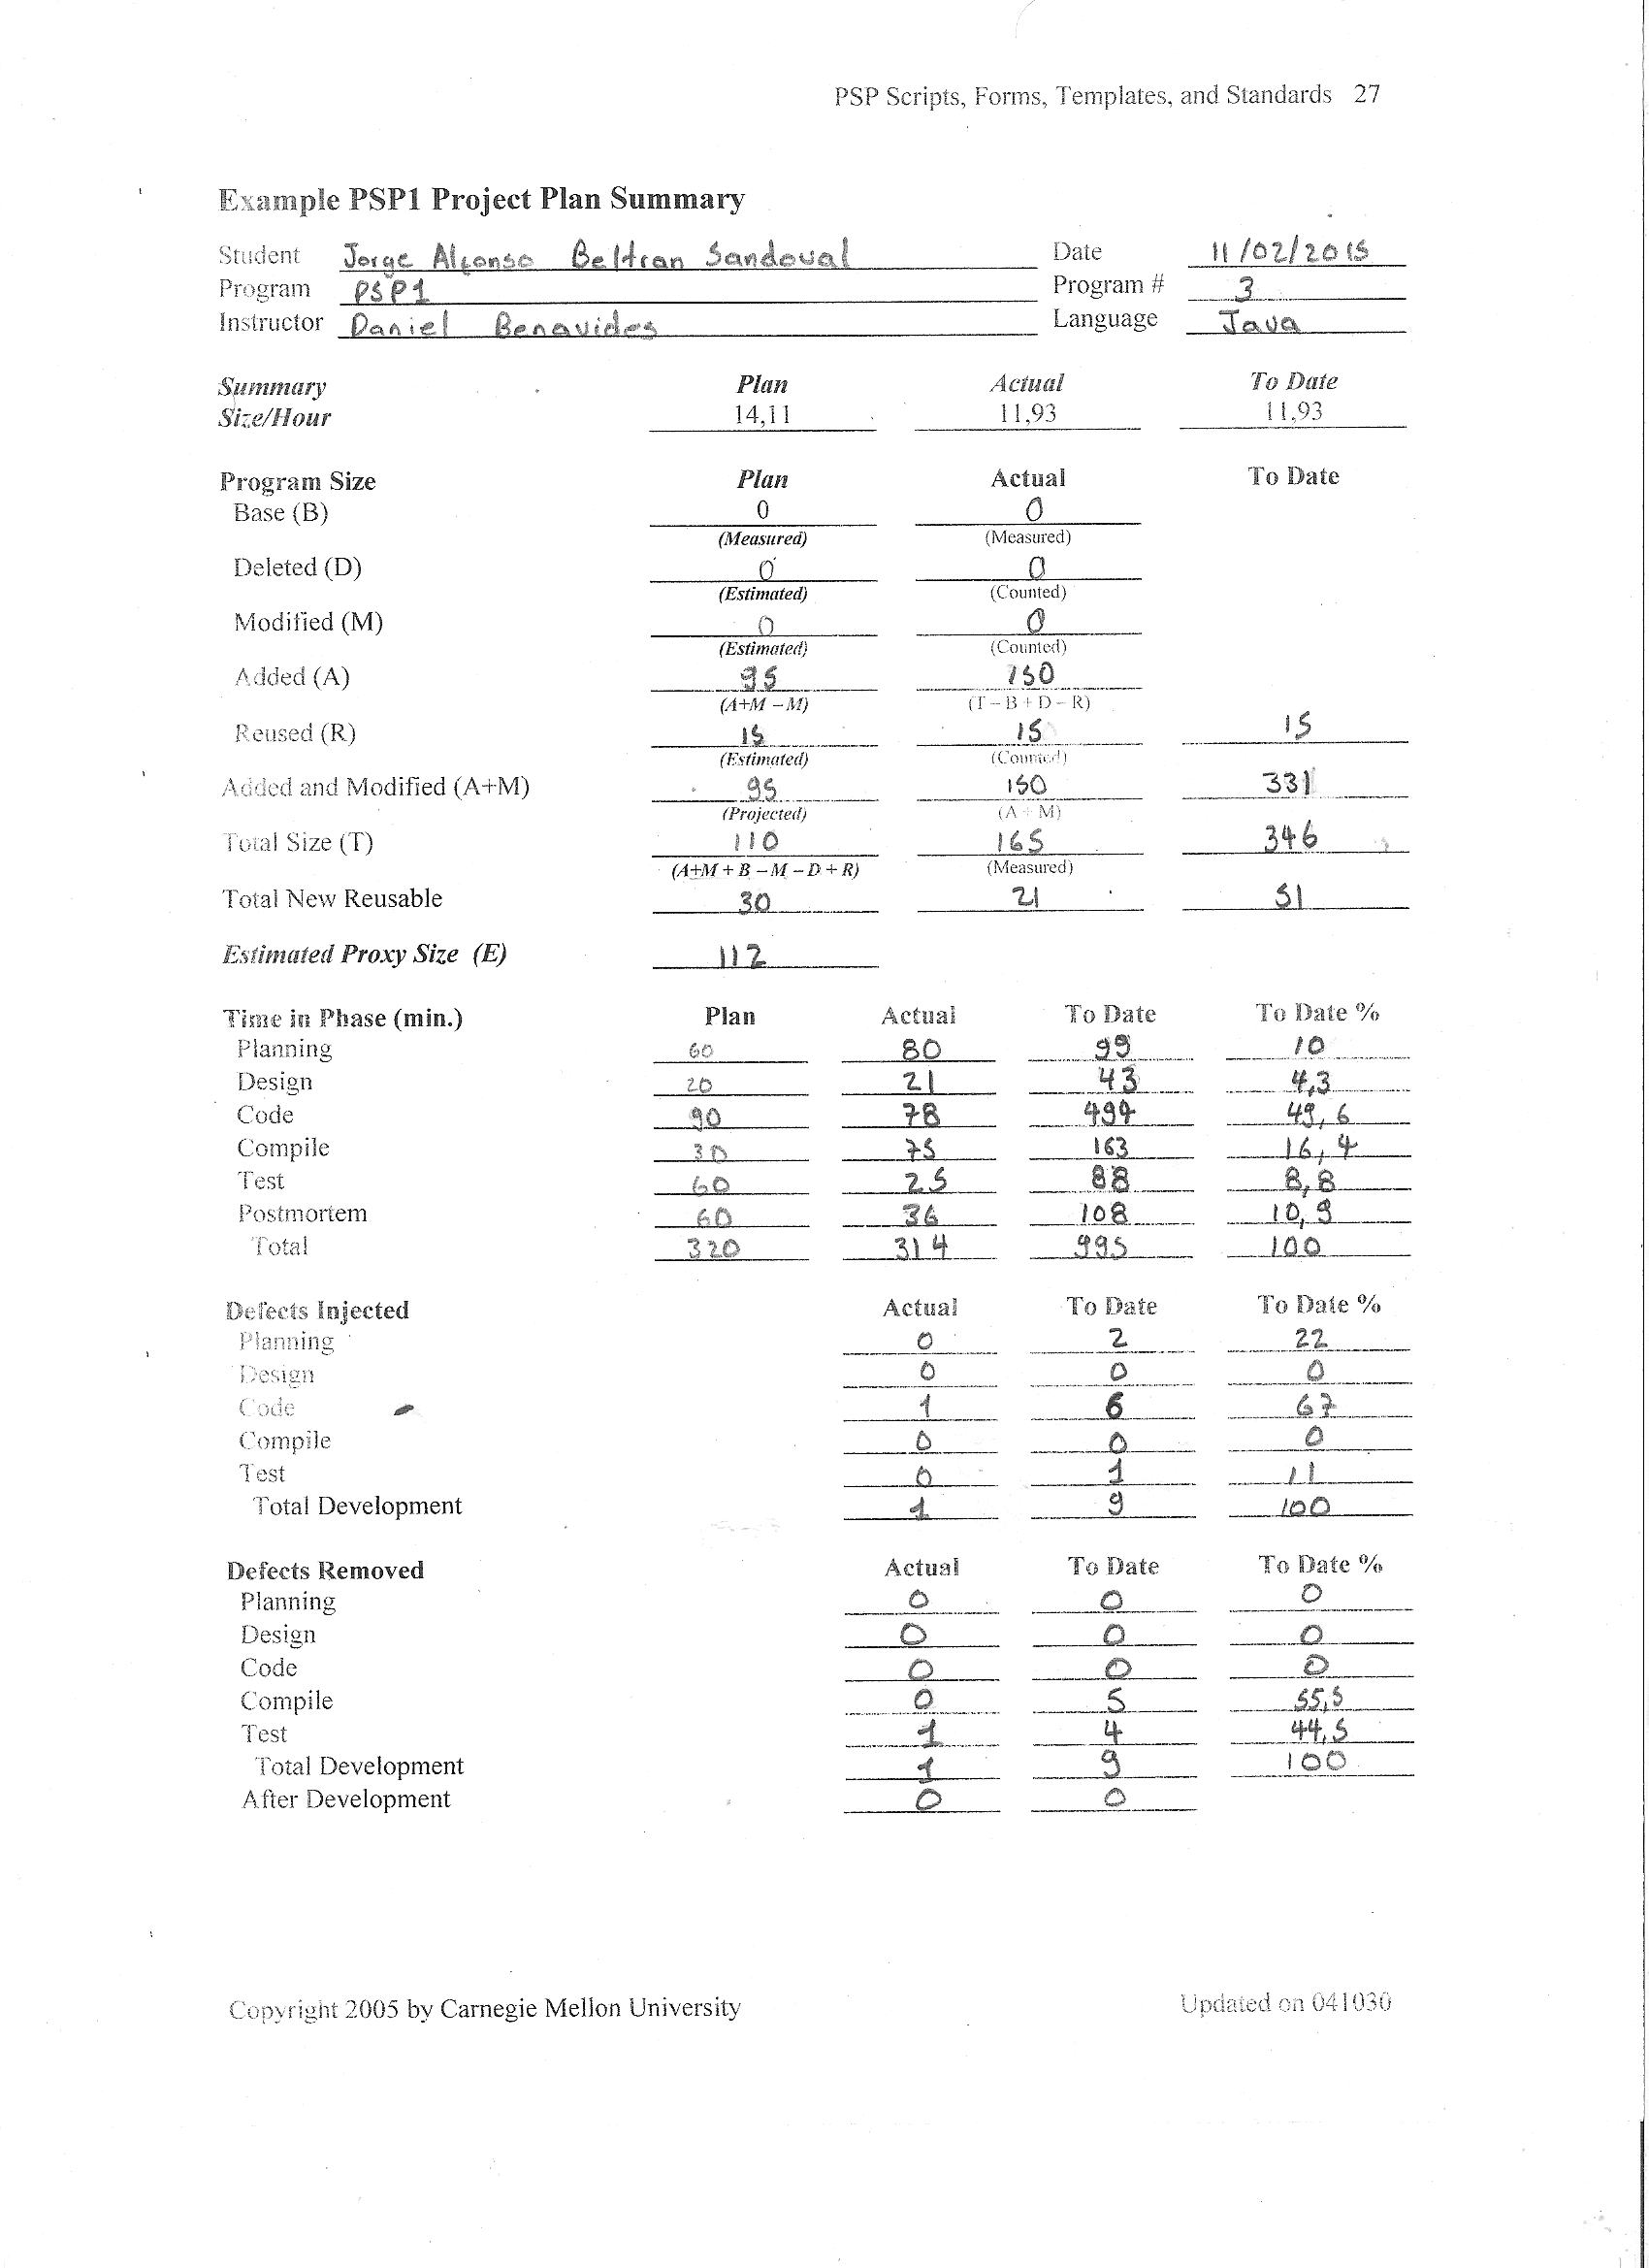 PSP Scripts, Forms, Templates, and Standards 27
Example PSP1 Project Plan Summary
Student Jorge Alfonso Beltran Sandoval Date 11/02/2015
Program PSP1 Program # 3
Instructor Daniel Benavides Language Java
Summary Plan Actual To Date
Size/Hour 14,11 11,93 11,93
Program Size Plan Actual To Date
Base (B) 0 0
(Measured) (Measured)
Deleted (D) 0 0
(Estimated) (Counted)
Modified (M) 0 0
(Estimated) (Counted)
Added (A) 95 150
(A+M – M) (T – B + D – R)
Reused (R) 15 15 15
(Estimated) (Counted)
Added and Modified (A+M) 95 150 331
(Projected) (A + M)
Total Size (T) 110 165 346
(A+M + B – M – D + R) (Measured)
Total New Reusable 30 21 51
Estimated Proxy Size (E) 112
Time in Phase (min.) Plan Actual To Date To Date %
Planning 60 80 99 10
Design 20 21 43 4,3
Code 90 78 494 49,6
Compile 30 75 163 16,4
Test 60 25 88 8,8
Postmortem 60 36 108 10,9
Total 320 314 995 100
Defects Injected Actual To Date To Date %
Planning 0 2 22
Design 0 0 0
Code 1 6 67
Compile 0 0 0
Test 0 1 11
Total Development 1 9 100
Defects Removed Actual To Date To Date %
Planning 0 0 0
Design 0 0 0
Code 0 0 0
Compile 0 5 55,5
Test 1 4 44,5
Total Development 1 9 100
After Development 0 0
Copyright 2005 by Carnegie Mellon University Updated on 041030